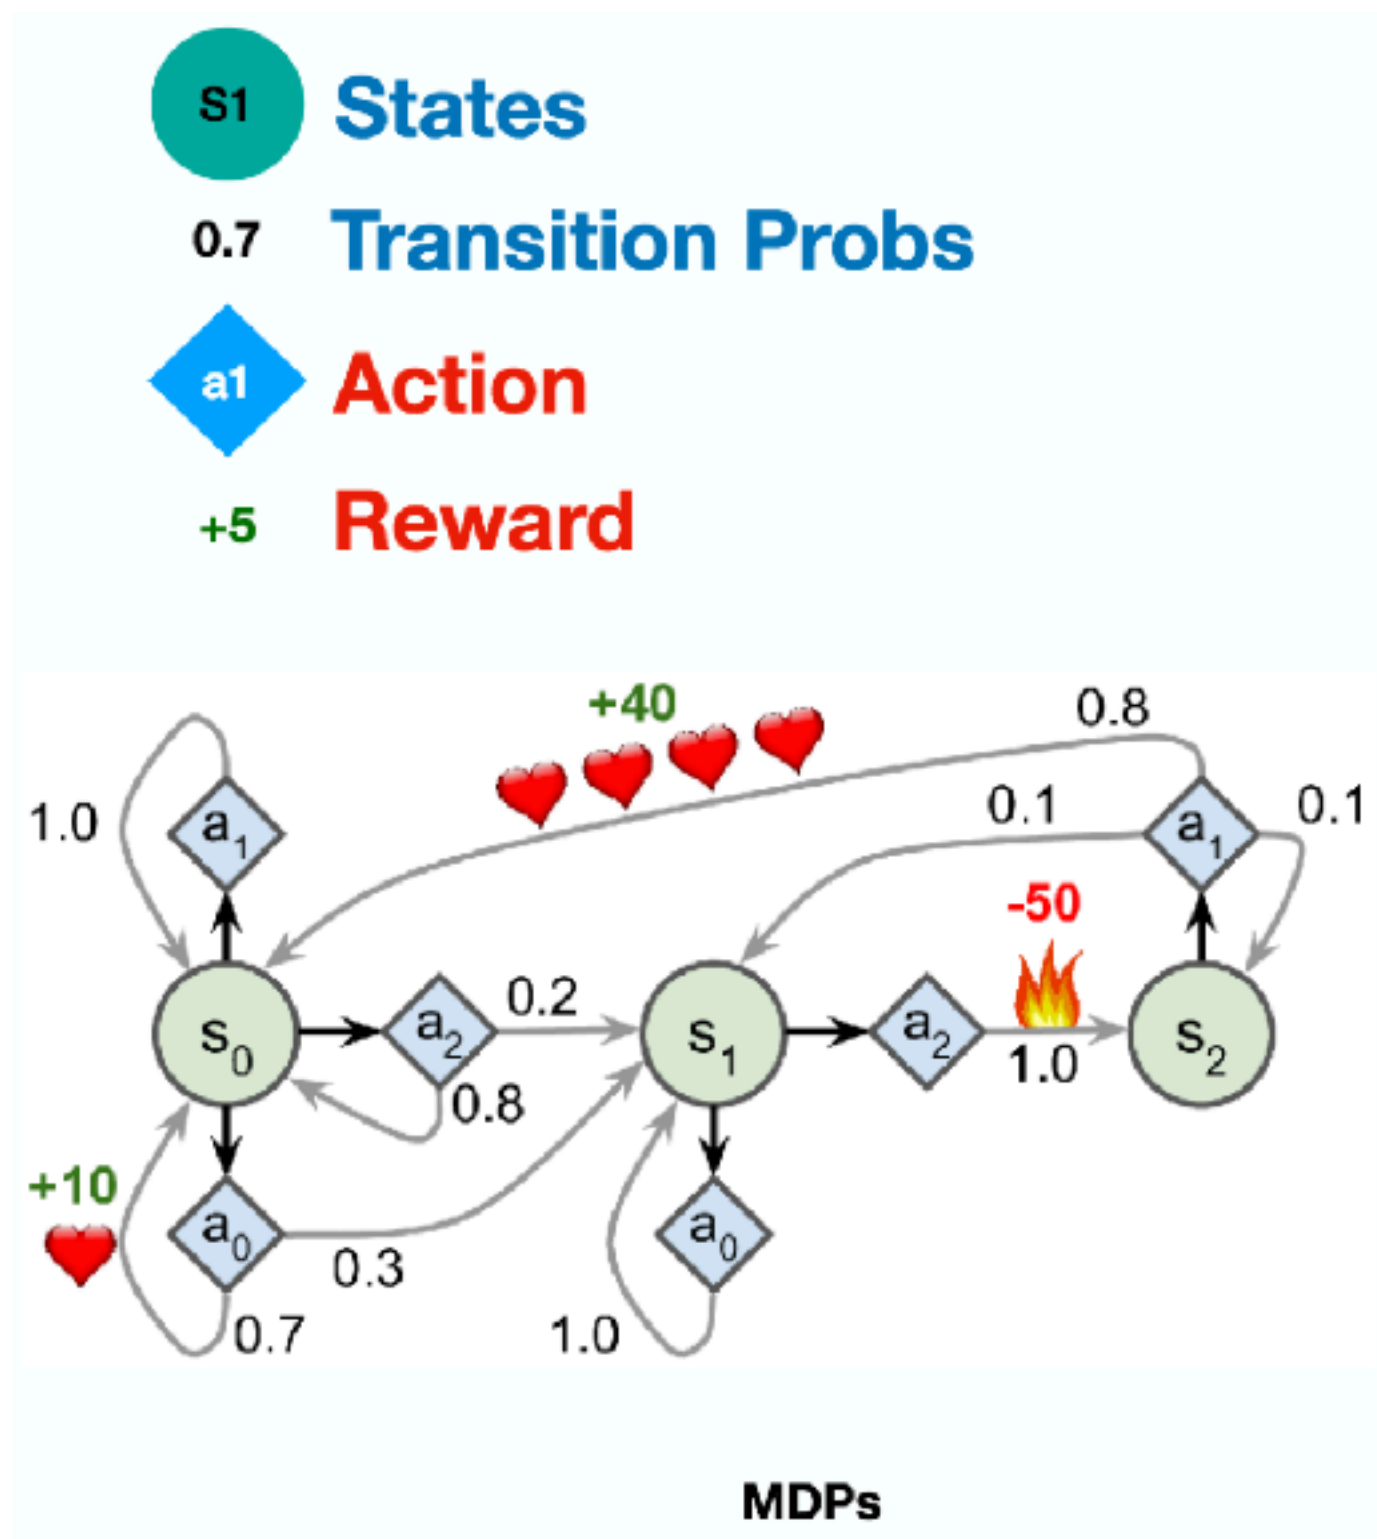 S1 States
0.7 Transition Probs
a1 Action
+5 Reward
+40
0.8
1.0
a1
0.1
a1
0.1
-50
s0
a2
0.2
s1
a2
1.0
s2
0.8
+10
a0
0.3
a0
0.7
1.0
MDPs